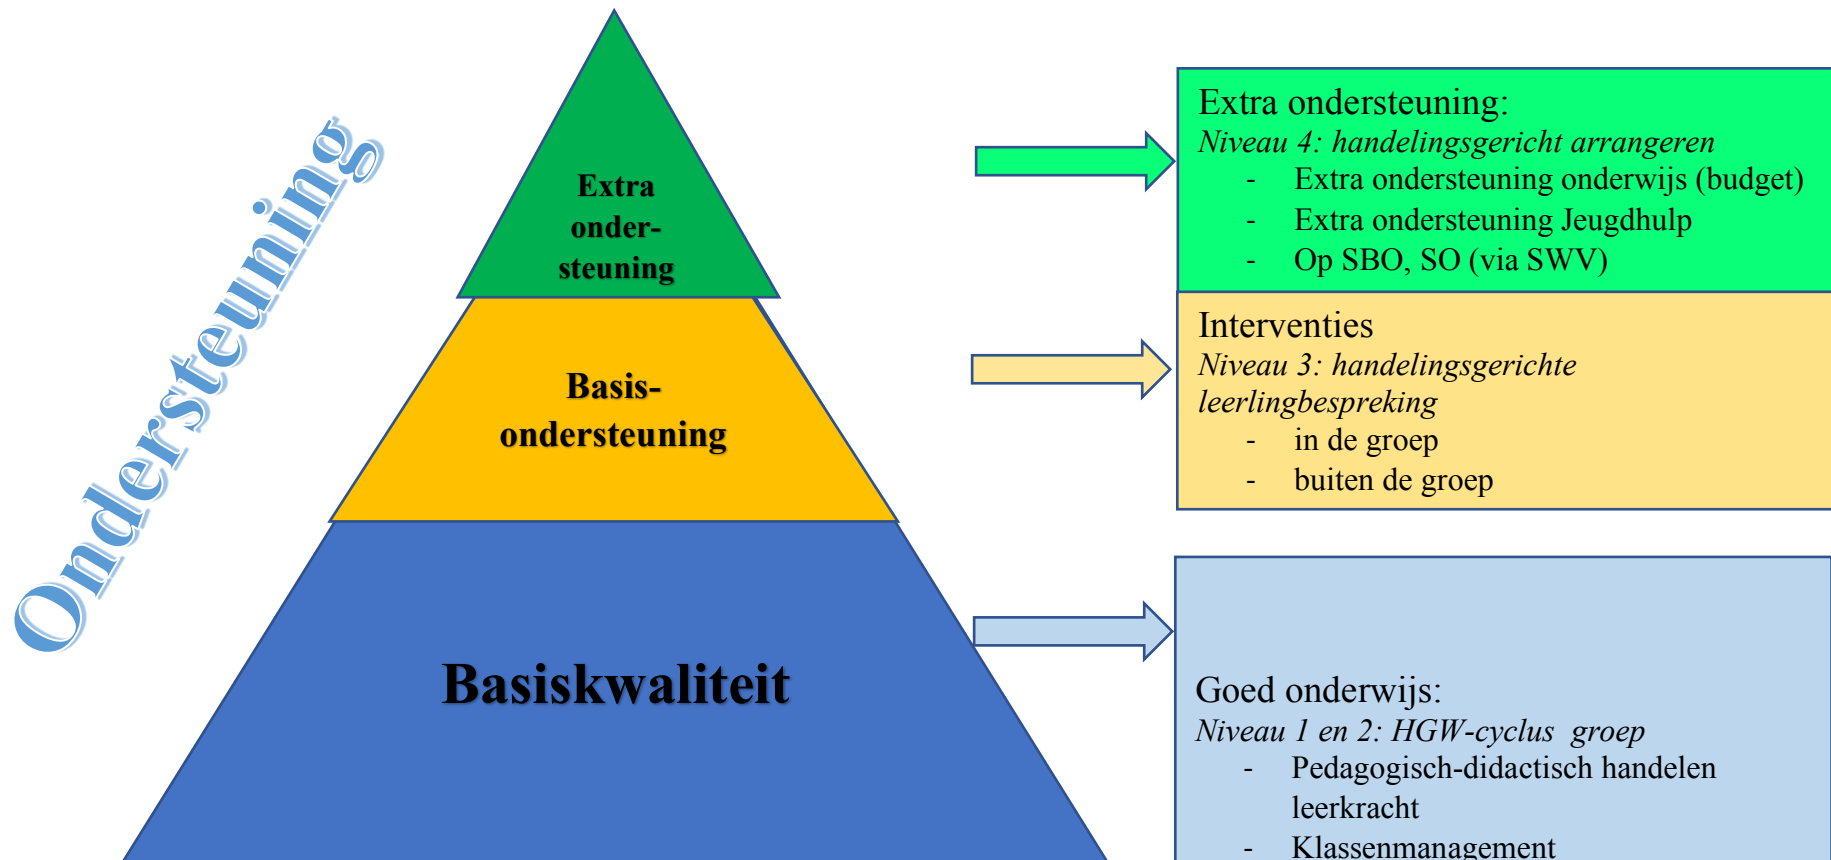 Ondersteuning
Extra
onder-
steuning
Basis-
ondersteuning
Basiskwaliteit
Extra ondersteuning:
Niveau 4: handelingsgericht arrangeren
- Extra ondersteuning onderwijs (budget)
- Extra ondersteuning Jeugdhulp
- Op SBO, SO (via SWV)
Interventies
Niveau 3: handelingsgerichte
leerlingbespreking
- in de groep
- buiten de groep
Goed onderwijs:
Niveau 1 en 2: HGW-cyclus groep
- Pedagogisch-didactisch handelen
leerkracht
- Klassenmanagement